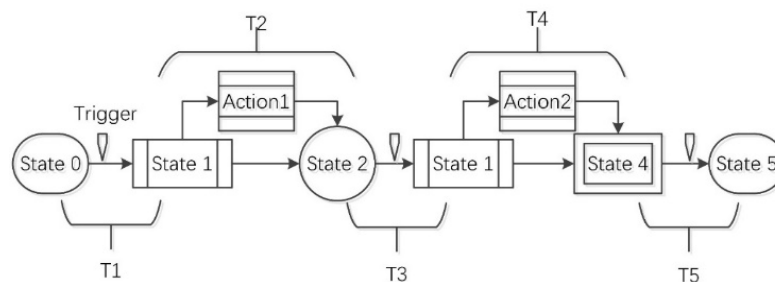 T2
T4
Action1
Action2
Trigger
State 0
State 1
State 2
State 1
State 4
State 5
T1
T3
T5